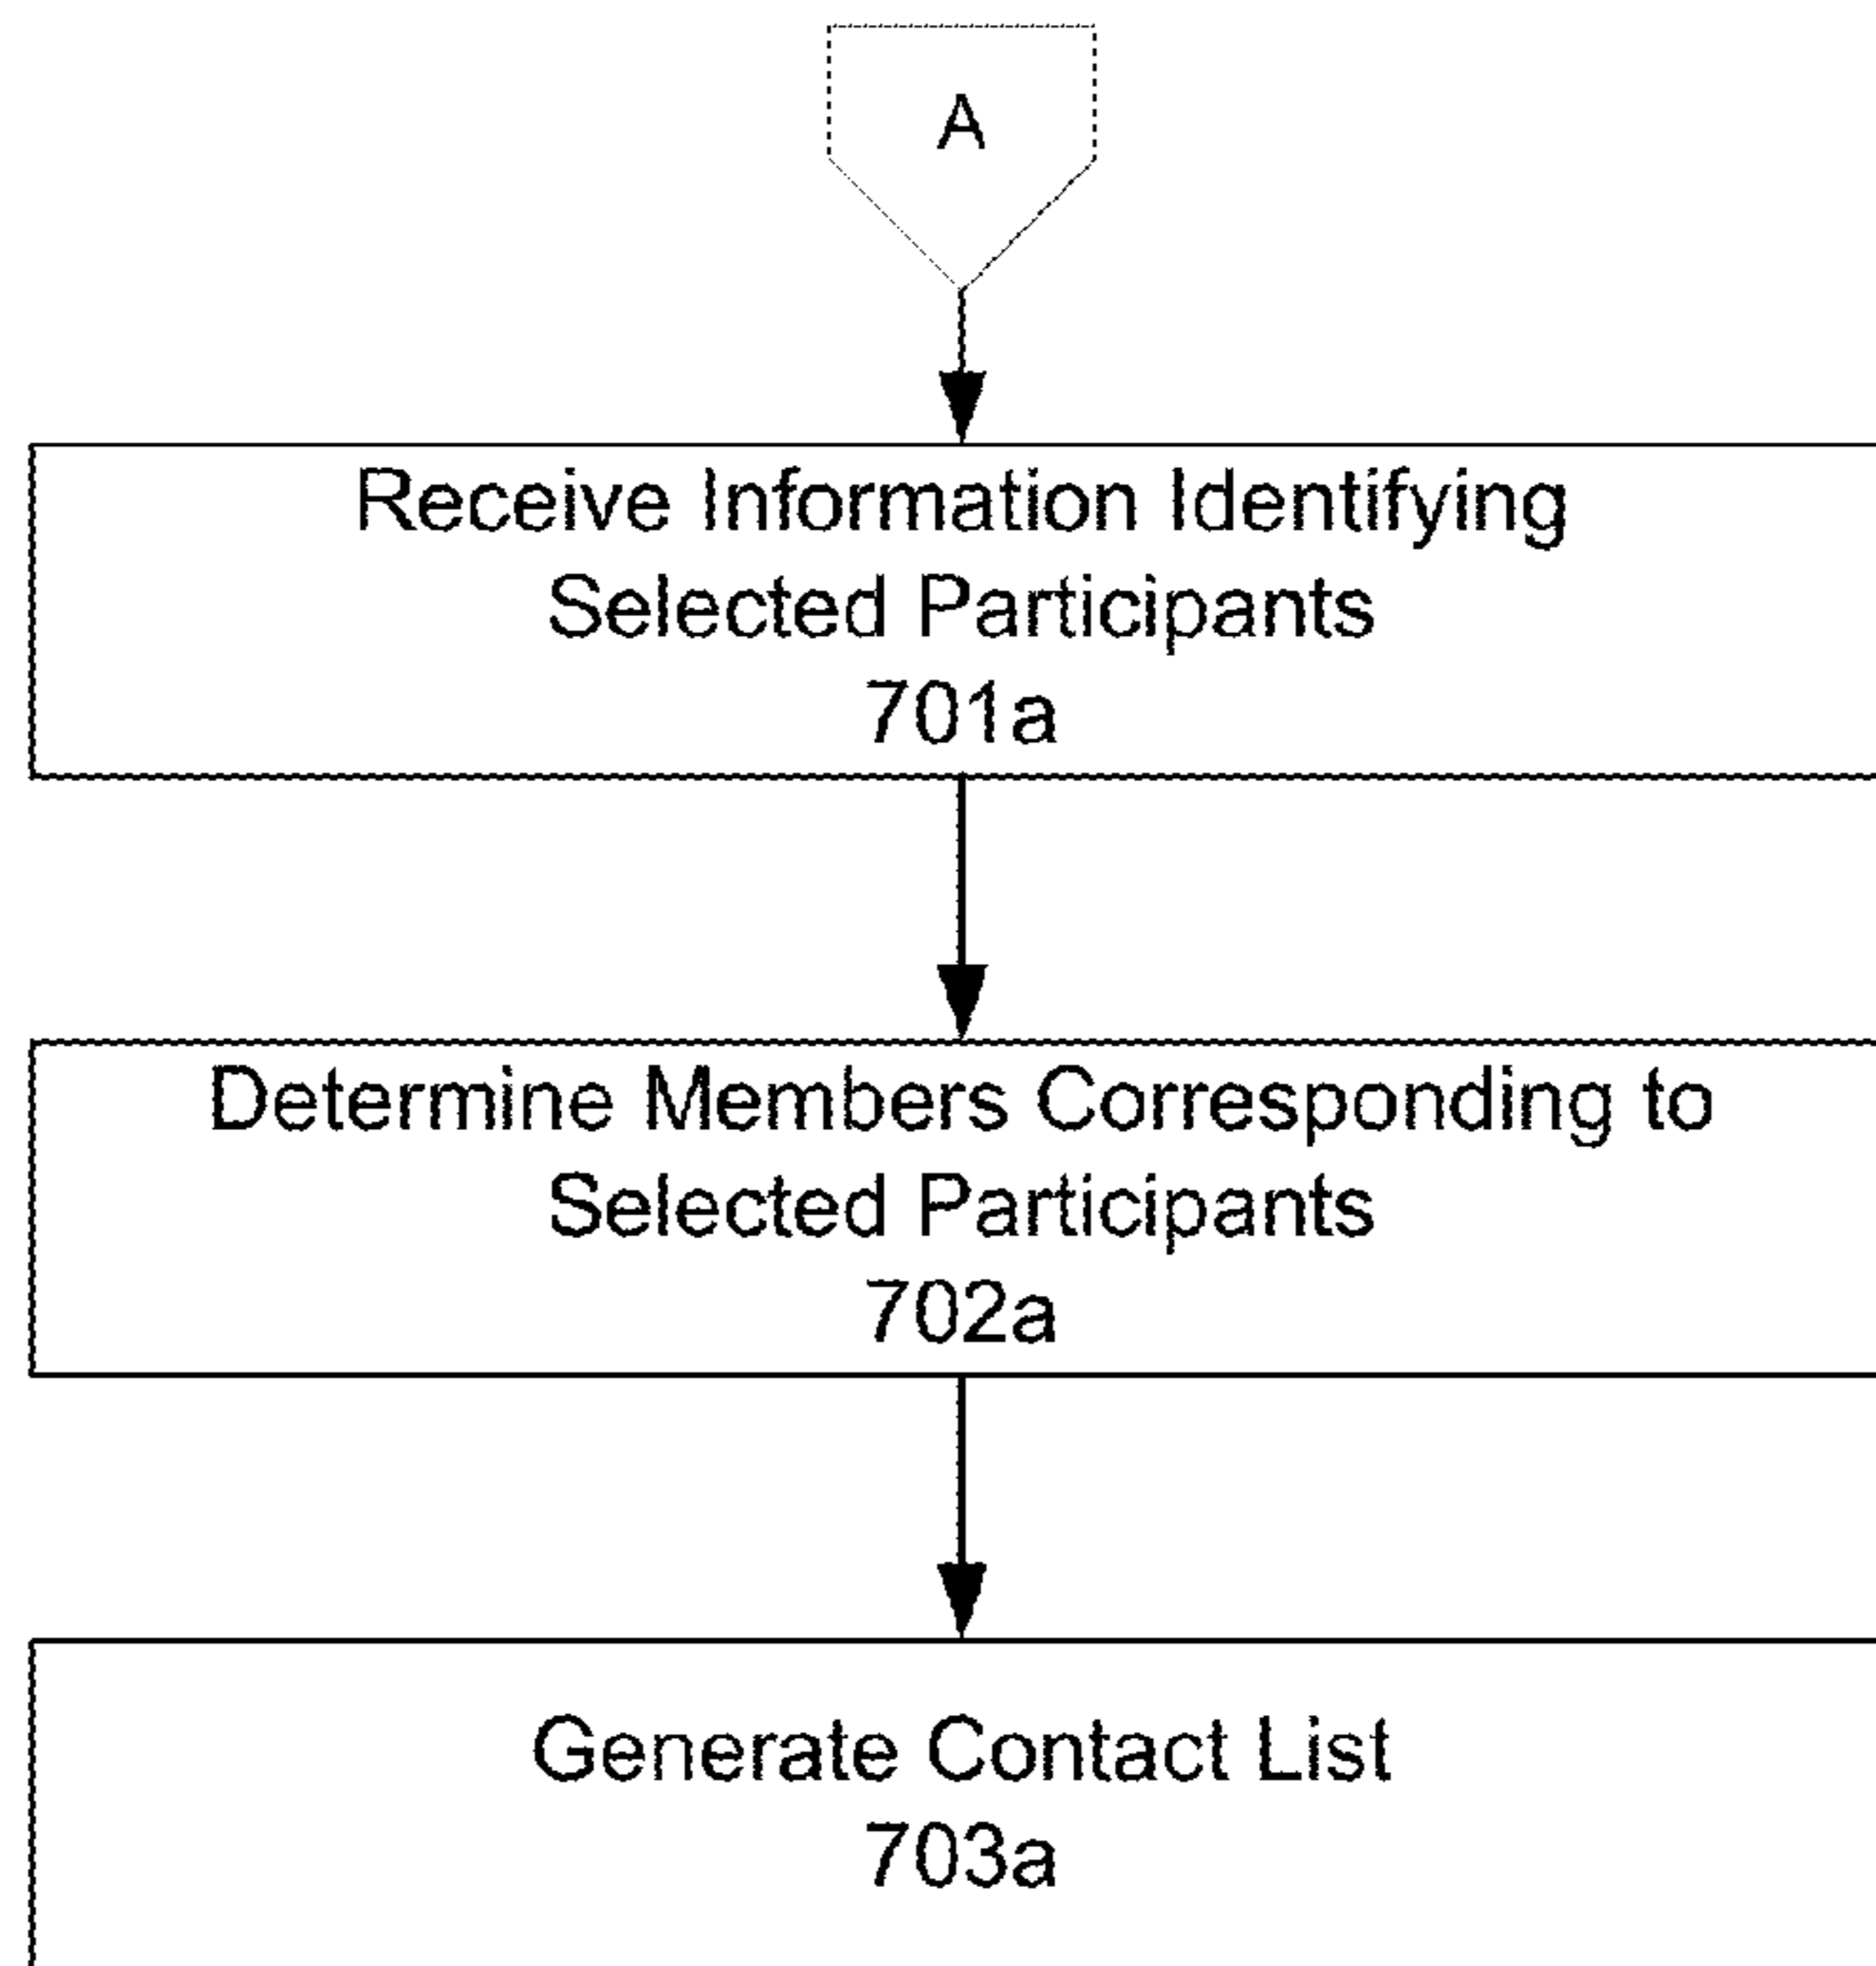 A
Receive Information Identifying
Selected Participants
701a
Determine Members Corresponding to
Selected Participants
702a
Generate Contact List
703a